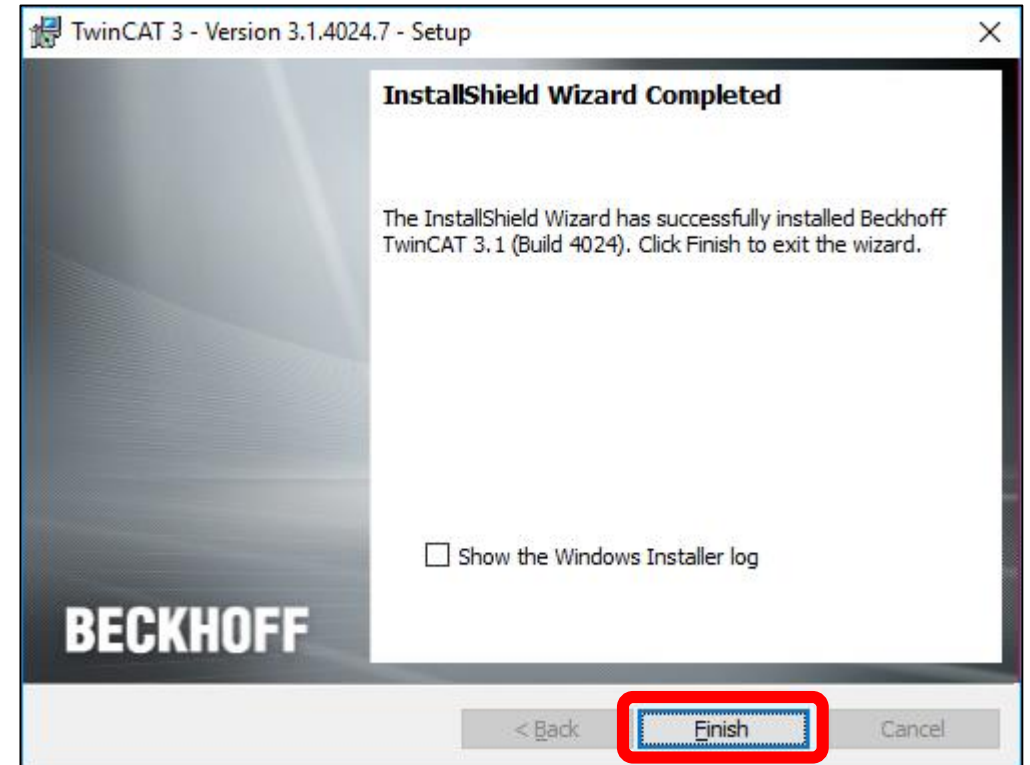 TwinCAT 3 - Version 3.1.4024.7 - Setup
InstallShield Wizard Completed
The InstallShield Wizard has successfully installed Beckhoff
TwinCAT 3.1 (Build 4024). Click Finish to exit the wizard.
Show the Windows Installer log
BECKHOFF
< Back Finish Cancel